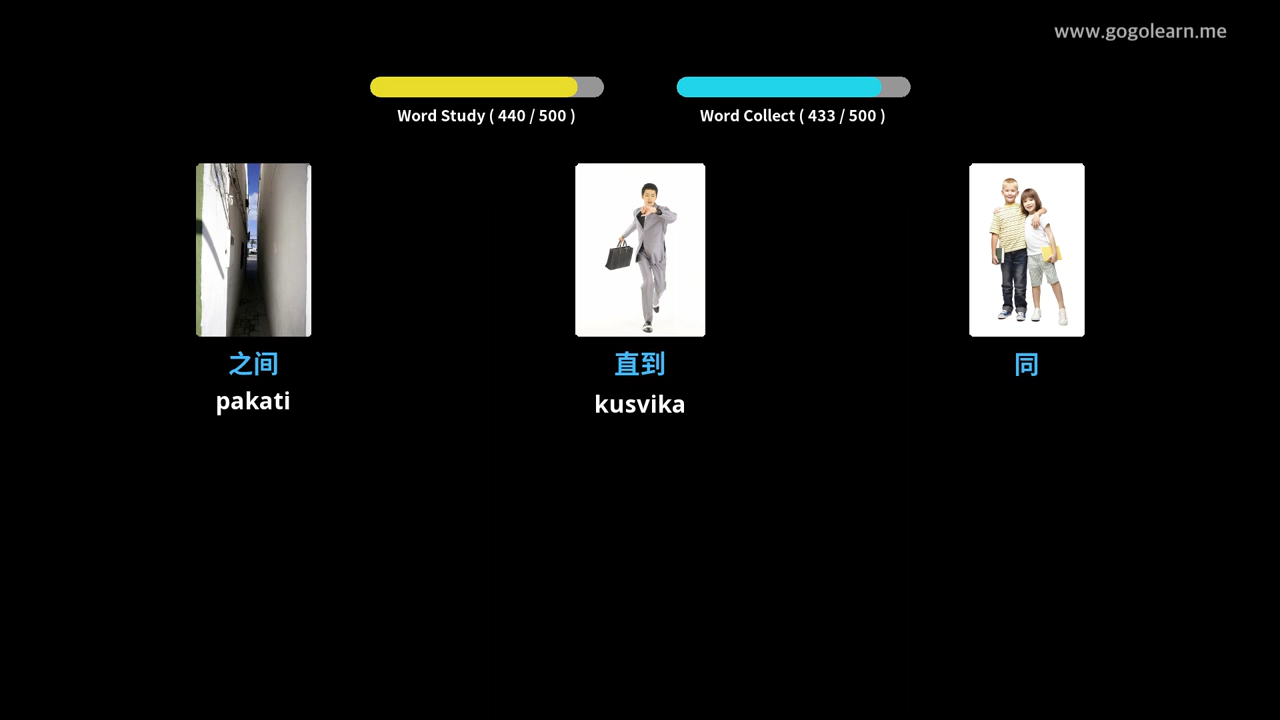 www.gogolearn.me
Word Study ( 440 / 500 )
Word Collect ( 433 / 500 )
之间
pakati
直到
kusvika
同